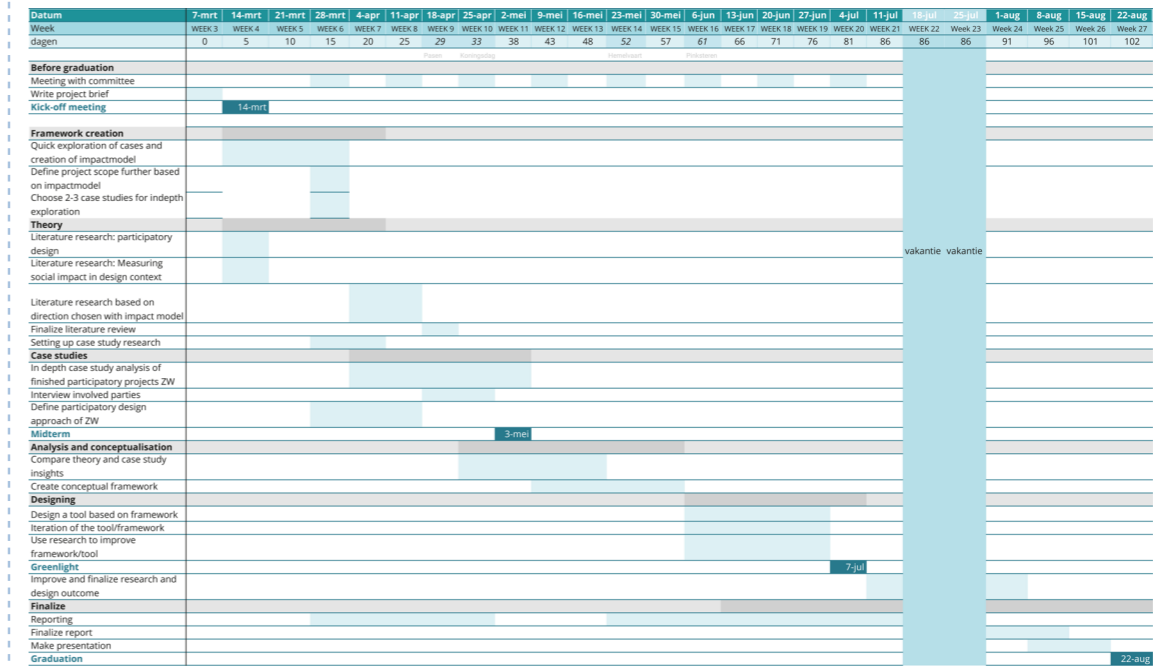 Datum 7-mrt 14-mrt 21-mrt 28-mrt 4-apr 11-apr 18-apr 25-apr 2-mei 9-mei 16-mei 23-mei 30-mei 6-jun 13-jun 20-jun 27-jun 4-jul 11-jul 18-jul 25-jul 1-aug 8-aug 15-aug 22-aug
Week WEEK 3 WEEK 4 WEEK 5 WEEK 6 WEEK 7 WEEK 8 WEEK 9 WEEK 10 WEEK 11 WEEK 12 WEEK 13 WEEK 14 WEEK 15 WEEK 16 WEEK 17 WEEK 18 WEEK 19 WEEK 20 WEEK 21 WEEK 22 Week 23 Week 24 Week 25 Week 26 Week 27
dagen 0 5 10 15 20 25 29 33 38 43 48 52 57 61 66 71 76 81 86 86 86 91 96 101 102
Pasen Koningsdag Hemelvaart Pinksteren
Before graduation
Meeting with committee
Write project brief
Kick-off meeting 14-mrt
Framework creation
Quick exploration of cases and
creation of impactmodel
Define project scope further based
on impactmodel
Choose 2-3 case studies for indepth
exploration
Theory
Literature research: participatory
design
vakantie vakantie
Literature research: Measuring
social impact in design context
Literature research based on
direction chosen with impact model
Finalize literature review
Setting up case study research
Case studies
In depth case study analysis of
finished participatory projects ZW
Interview involved parties
Define participatory design
approach of ZW
Midterm 3-mei
Analysis and conceptualisation
Compare theory and case study
insights
Create conceptual framework
Designing
Design a tool based on framework
Iteration of the tool/framework
Use research to improve
framework/tool
Greenlight 7-jul
Improve and finalize research and
design outcome
Finalize
Reporting
Finalize report
Make presentation
Graduation 22-aug